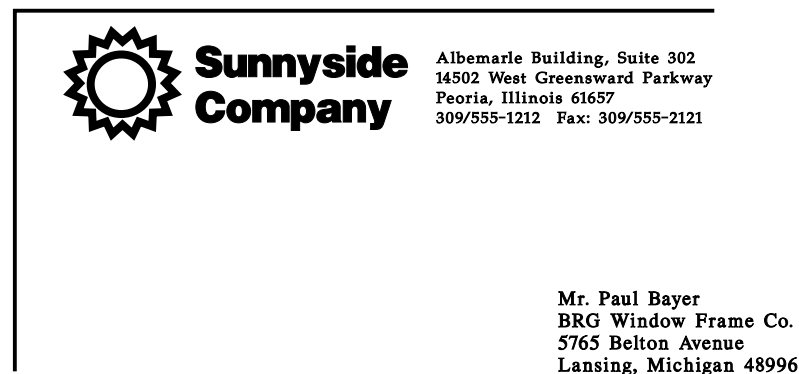 Sunnyside
Company
Albemarle Building, Suite 302
14502 West Greensward Parkway
Peoria, Illinois 61657
309/555-1212 Fax: 309/555-2121
Mr. Paul Bayer
BRG Window Frame Co.
5765 Belton Avenue
Lansing, Michigan 48996